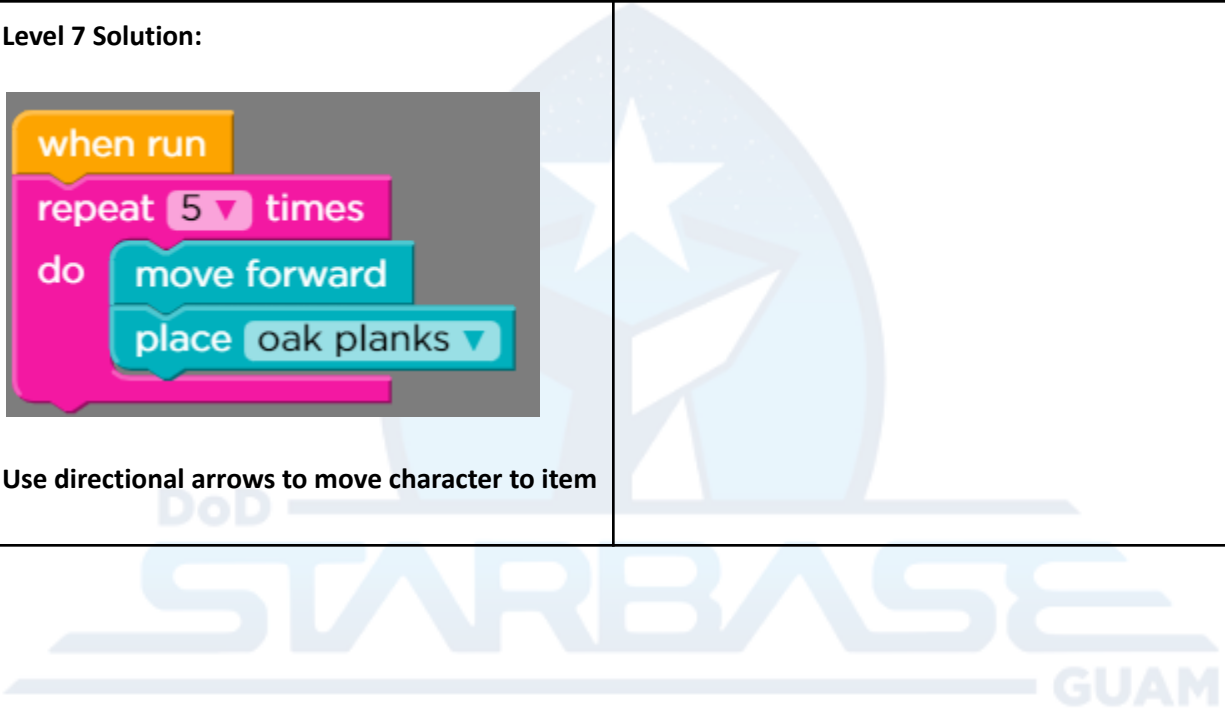 Level 7 Solution:
when run
repeat 5 ▼ times
do move forward
place oak planks ▼
Use directional arrows to move character to item
DoD
STARBASE
GUAM